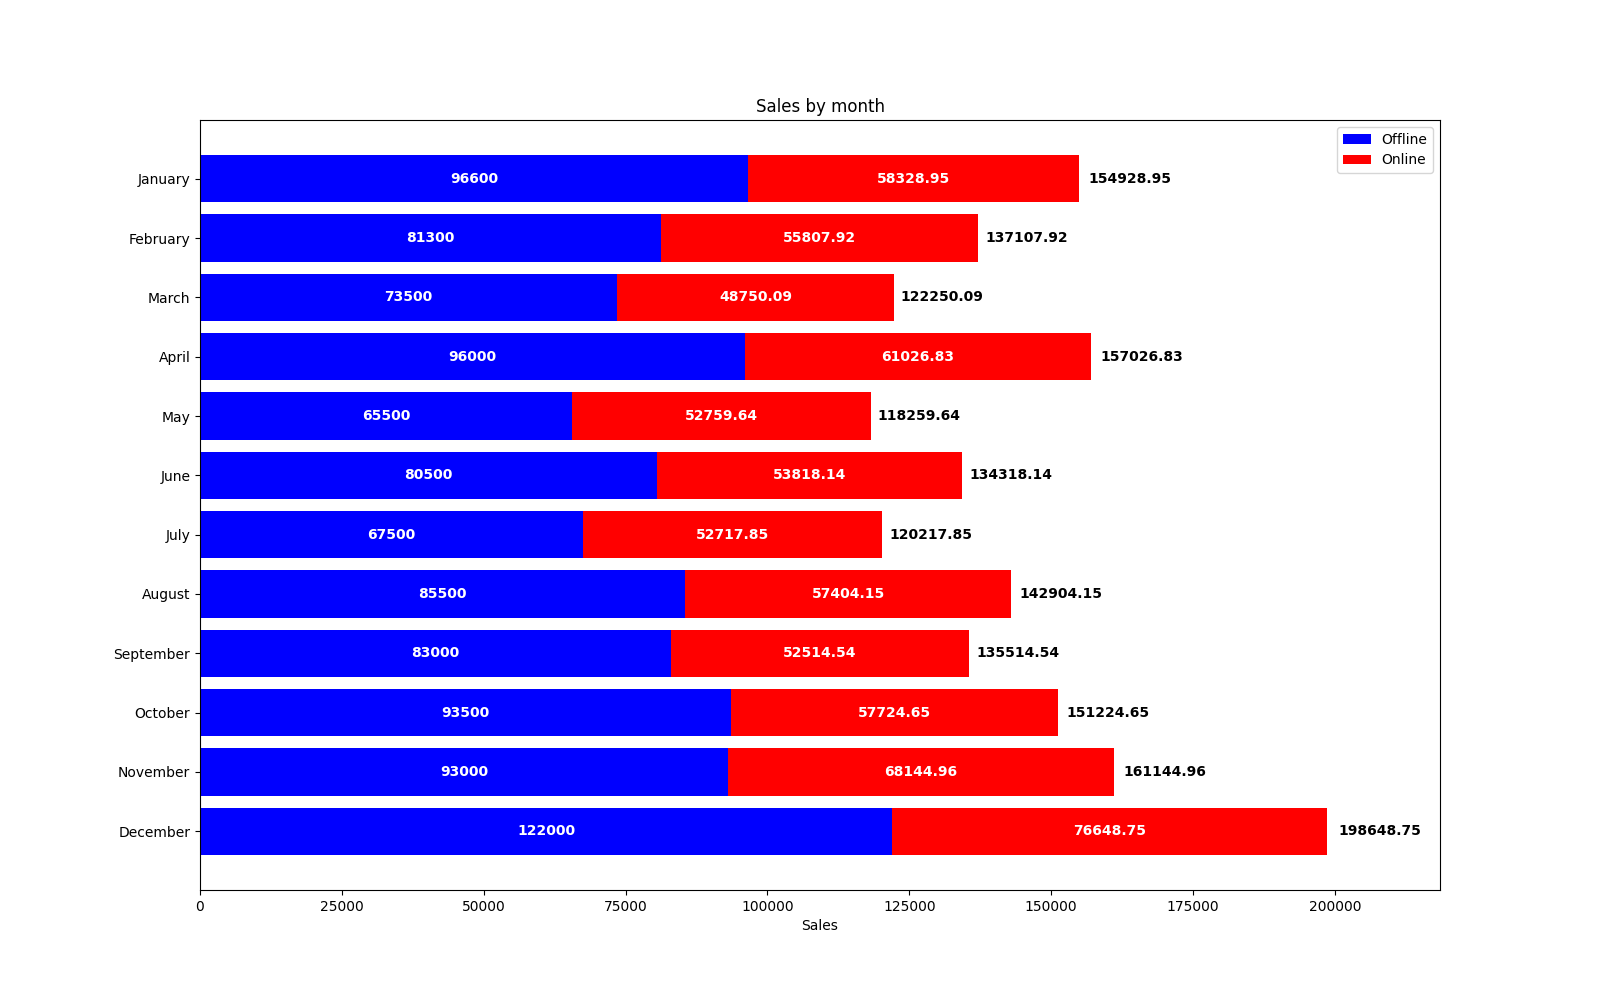 Sales by month
Offline
Online
January 96600 58328.95 154928.95
February 81300 55807.92 137107.92
March 73500 48750.09 122250.09
April 96000 61026.83 157026.83
May 65500 52759.64 118259.64
June 80500 53818.14 134318.14
July 67500 52717.85 120217.85
August 85500 57404.15 142904.15
September 83000 52514.54 135514.54
October 93500 57724.65 151224.65
November 93000 68144.96 161144.96
December 122000 76648.75 198648.75
0 25000 50000 75000 100000 125000 150000 175000 200000
Sales